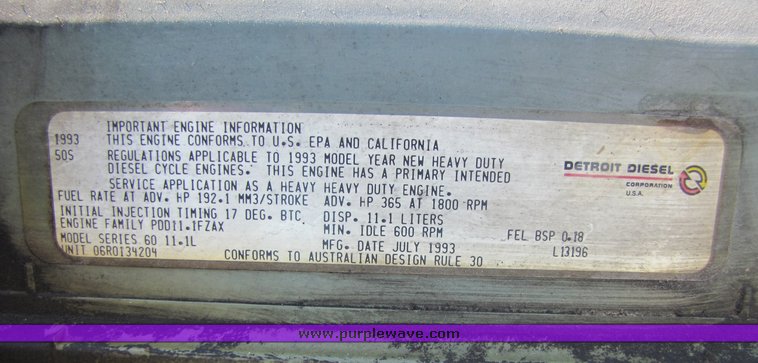 IMPORTANT ENGINE INFORMATION
1993 THIS ENGINE CONFORMS TO U.S. EPA AND CALIFORNIA
50S REGULATIONS APPLICABLE TO 1993 MODEL YEAR NEW HEAVY DUTY
DIESEL CYCLE ENGINES. THIS ENGINE HAS A PRIMARY INTENDED
SERVICE APPLICATION AS A HEAVY HEAVY DUTY ENGINE.
FUEL RATE AT ADV. HP 192.1 MM3/STROKE ADV. HP 365 AT 1800 RPM
INITIAL INJECTION TIMING 17 DEG. BTC DISP. 11.1 LITERS
ENGINE FAMILY PDD11.1FZAX MIN. IDLE 600 RPM FEL BSP 0.18
MODEL SERIES 60 11.1L MFG. DATE JULY 1993 L13196
UNIT 06R0134204 CONFORMS TO AUSTRALIAN DESIGN RULE 30
DETROIT DIESEL
CORPORATION
U.S.A.
www.purplewave.com